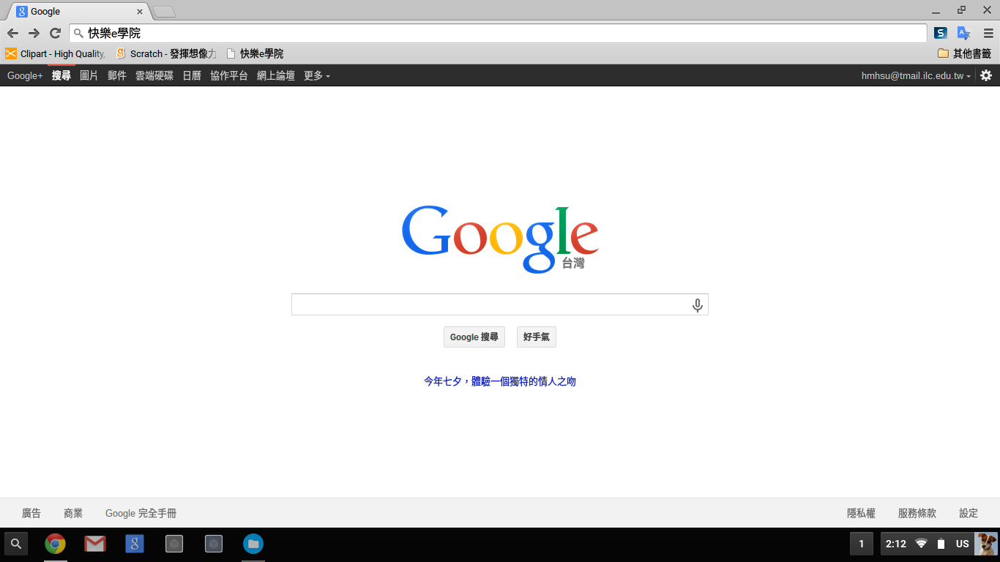 Google
快樂e學院
Clipart - High Quality, Scratch - 發揮想像力 快樂e學院 其他書籤
Google+ 搜尋 圖片 郵件 雲端硬碟 日曆 協作平台 網上論壇 更多 hmhsu@tmail.ilc.edu.tw
Google
台灣
Google 搜尋 好手氣
今年七夕，體驗一個獨特的情人之吻
廣告 商業 Google 完全手冊 隱私權 服務條款 設定
1 2:12 US